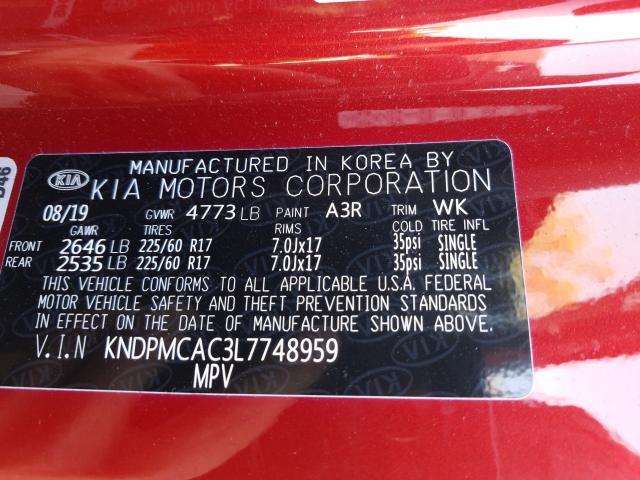 MANUFACTURED IN KOREA BY
KIA KIA MOTORS CORPORATION
08/19 GVWR 4773 LB PAINT A3R TRIM WK
GAWR TIRES RIMS COLD TIRE INFL
FRONT 2646 LB 225/60 R17 7.0Jx17 35psi SINGLE
REAR 2535 LB 225/60 R17 7.0Jx17 35psi SINGLE
THIS VEHICLE CONFORMS TO ALL APPLICABLE U.S.A. FEDERAL
MOTOR VEHICLE SAFETY AND THEFT PREVENTION STANDARDS
IN EFFECT ON THE DATE OF MANUFACTURE SHOWN ABOVE.
V.I.N KNDPMCAC3L7748959
MPV